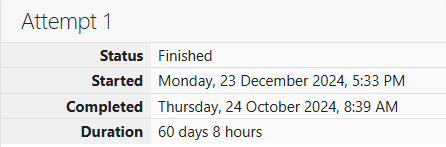 Attempt 1
Status Finished
Started Monday, 23 December 2024, 5:33 PM
Completed Thursday, 24 October 2024, 8:39 AM
Duration 60 days 8 hours